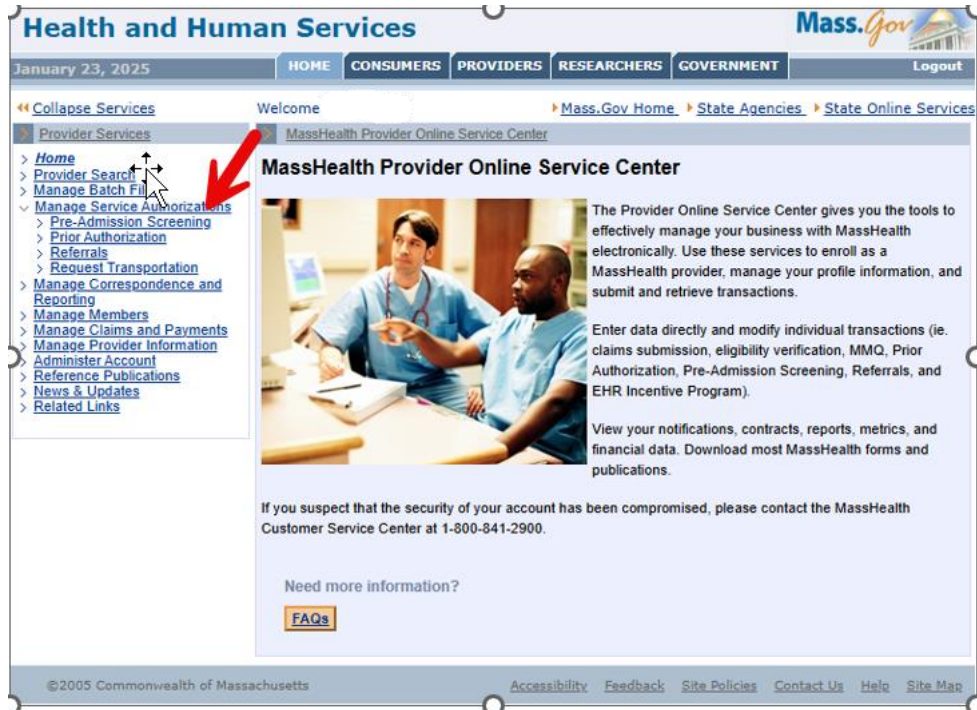 Health and Human Services
Mass.Gov
January 23, 2025
HOME CONSUMERS PROVIDERS RESEARCHERS GOVERNMENT
Logout
Collapse Services
Welcome
Mass.Gov Home State Agencies State Online Services
Provider Services
Home
Provider Search
Manage Batch Fil
Manage Service Authorizations
Pre-Admission Screening
Prior Authorization
Referrals
Request Transportation
Manage Correspondence and
Reporting
Manage Members
Manage Claims and Payments
Manage Provider Information
Administer Account
Reference Publications
News & Updates
Related Links
MassHealth Provider Online Service Center
MassHealth Provider Online Service Center
The Provider Online Service Center gives you the tools to
effectively manage your business with MassHealth
electronically. Use these services to enroll as a
MassHealth provider, manage your profile information, and
submit and retrieve transactions.
Enter data directly and modify individual transactions (ie.
claims submission, eligibility verification, MMQ, Prior
Authorization, Pre-Admission Screening, Referrals, and
EHR Incentive Program).
View your notifications, contracts, reports, metrics, and
financial data. Download most MassHealth forms and
publications.
If you suspect that the security of your account has been compromised, please contact the MassHealth
Customer Service Center at 1-800-841-2900.
Need more information?
FAQs
©2005 Commonwealth of Massachusetts
Accessibility Feedback Site Policies Contact Us Help Site Map